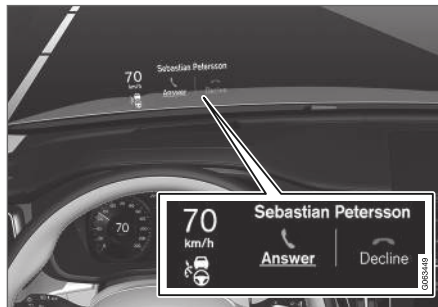 70
km/h
Sebastian Petersson
Answer
Decline
70
70
km/h
Sebastian Petersson
Answer
Decline
G063449